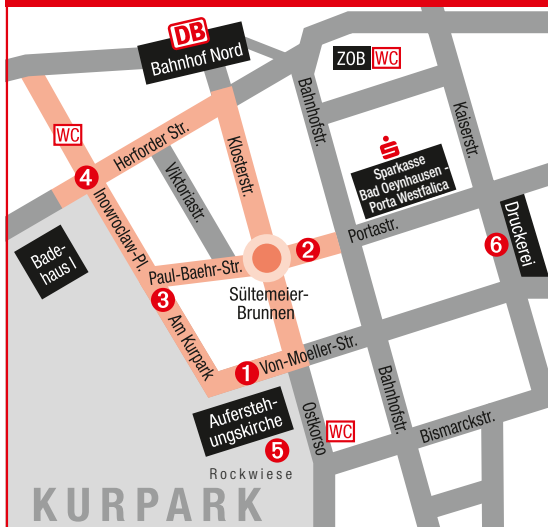 DB
Bahnhof Nord
ZOB
WC
Bahnhofstr.
Kaiserstr.
WC
Herforder Str.
Klosterstr.
Viktoriastr.
Sparkasse
Bad Oeynhausen -
Porta Westfalica
4
Inowroclaw-Pl.
Portastr.
Druckerei
6
2
Bade-
haus I
Paul-Baehr-Str.
3
Sültemeier-
Brunnen
Am Kurpark
1
Von-Moeller-Str.
Bahnhofstr.
Auferste-
hungskirche
Ostkorso
WC
Bismarckstr.
5
Rockwiese
KURPARK